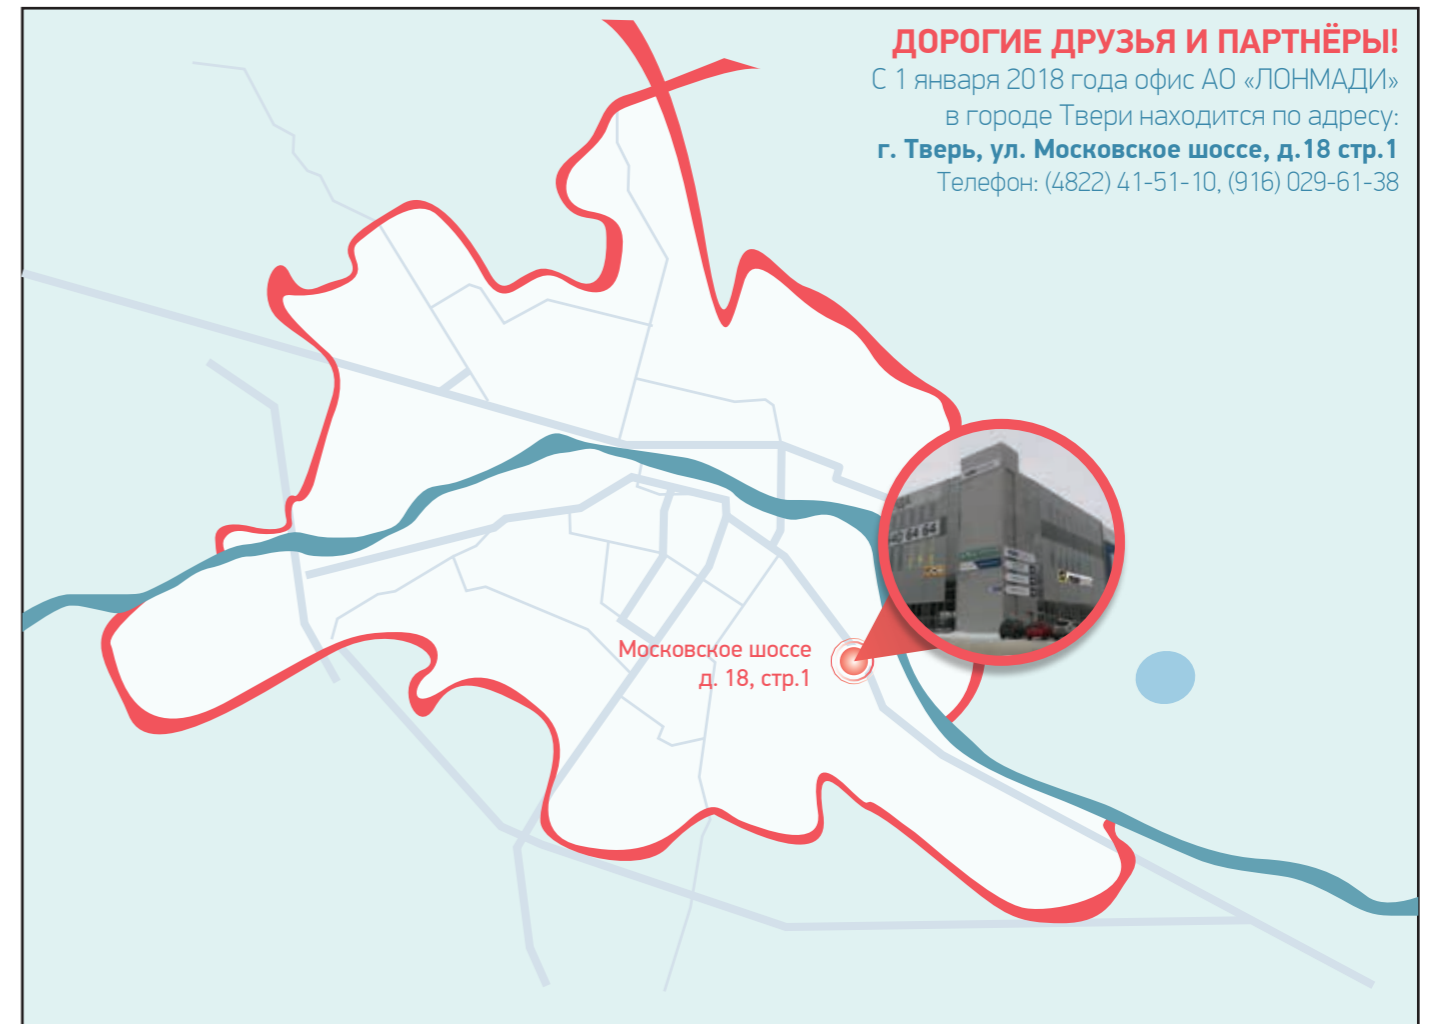 ДОРОГИЕ ДРУЗЬЯ И ПАРТНЁРЫ!
С 1 января 2018 года офис АО «ЛОНМАДИ»
в городе Твери находится по адресу:
г. Тверь, ул. Московское шоссе, д.18 стр.1
Телефон: (4822) 41-51-10, (916) 029-61-38
Московское шоссе
д. 18, стр.1